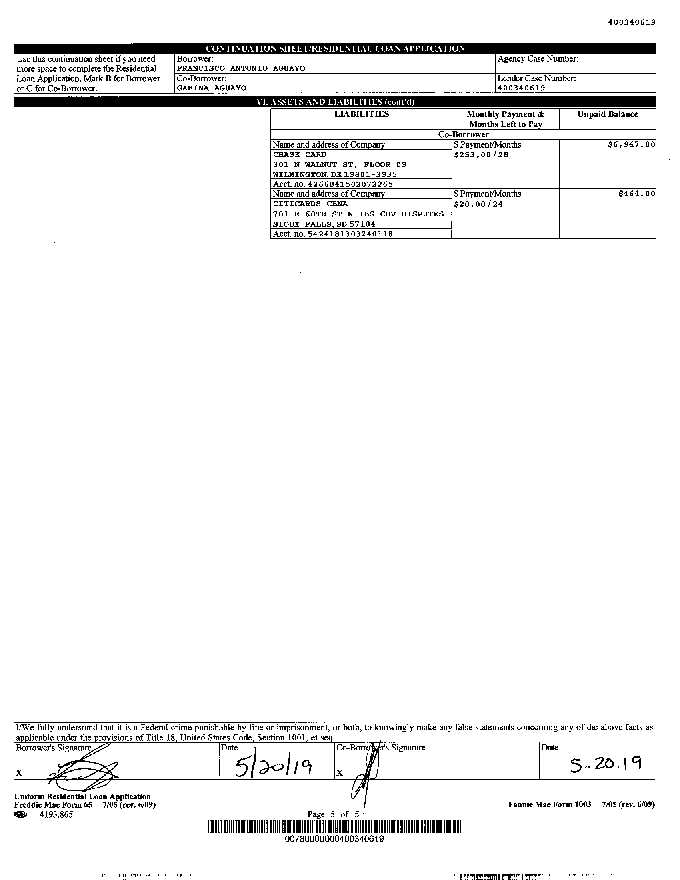 400340619
CONTINUATION SHEET/RESIDENTIAL LOAN APPLICATION
Use this continuation sheet if you need
more space to complete the Residential
Loan Application. Mark B for Borrower
or C for Co-Borrower.
Borrower:
FRANCISCO ANTONIO AGUAYO
Co-Borrower:
AGUAYO
Agency Case Number:
Lender Case Number:
400340619
VI. ASSETS AND LIABILITIES (cont'd)
LIABILITIES
Monthly Payment &
Months Left to Pay
Unpaid Balance
Co-Borrower
Name and address of Company
$ Payment/Months
$6,967.00
CHASE CARD
$253.00/28
301 N WALNUT ST, FLOOR 09
WILMINGTON, DE 19801-3935
Acct. no.
Name and address of Company
$ Payment/Months
$464.00
CITICARDS CBNA
$20.00/24
701 E 60TH ST N
SIOUX FALLS, SD 57104
Acct. no.
I/We fully understand that it is a Federal crime punishable by fine or imprisonment, or both, to knowingly make any false statements concerning any of the above facts as
applicable under the provisions of Title 18, United States Code, Section 1001, et seq.
Borrower's Signature
Date
Co-Borrower's Signature
Date
X
5/20/19
X
5.20.19
Uniform Residential Loan Application
Freddie Mac Form 65 7/05 (rev. 6/09)
Fannie Mae Form 1003 7/05 (rev. 6/09)
Page 5 of 5